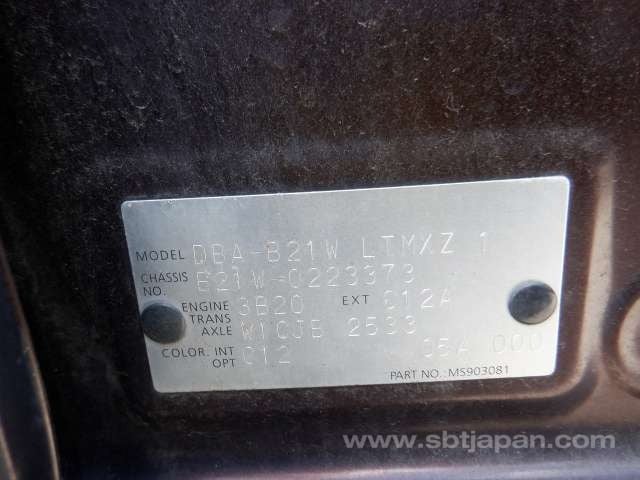 MODEL DBA-B21W LTMXZ 1
CHASSIS NO. B21W-0223373
ENGINE 3B20 EXT C12A
TRANS AXLE W1CJB 2533
COLOR. INT OPT C12 05A 000
PART NO.: MS903081
www.sbtjapan.com